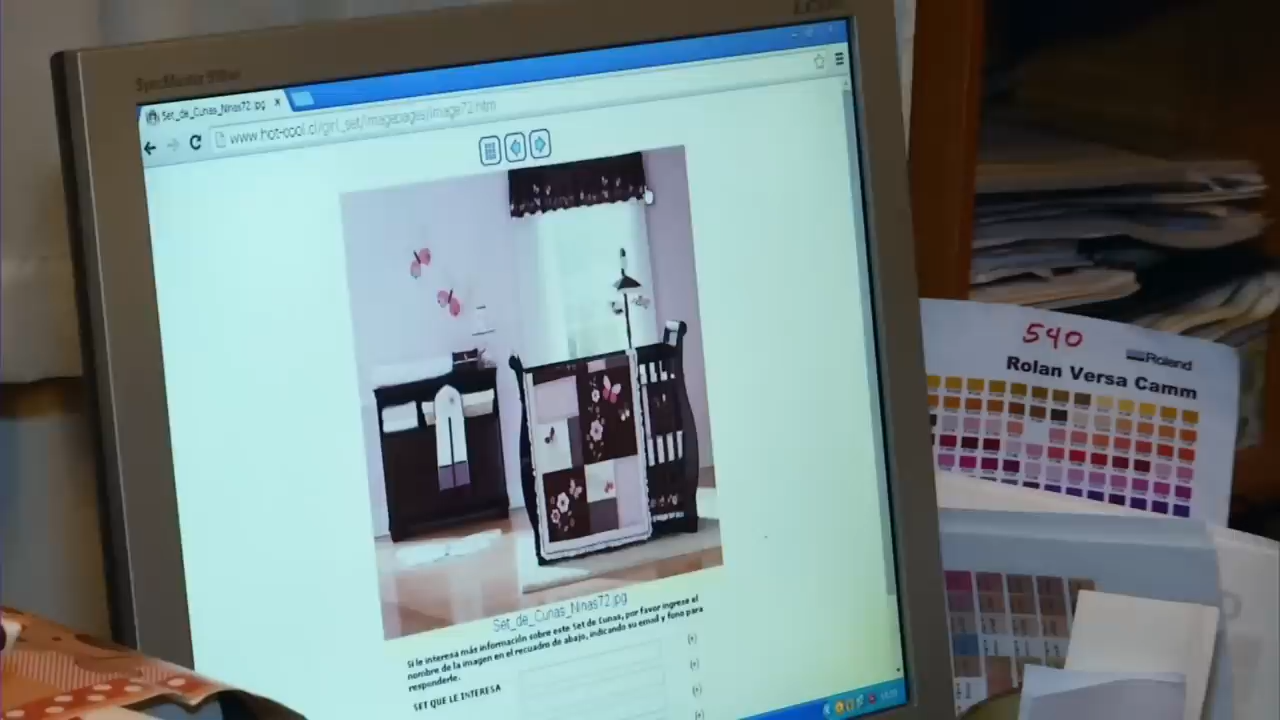 SyncMaster
Set_de_Cunas_Ninas72.jpg
www.hot-cool.cl/girl_set/imagepages/image72.htm
Set_de_Cunas_Ninas72.jpg
Si le interesa más información sobre este Set de Cunas, por favor ingrese el
nombre de la imagen en el recuadro de abajo, indicando su email y fono para
responderle.
SET QUE LE INTERESA
(*)
(*)
(*)
(*)
540
Roland
Rolan Versa Camm